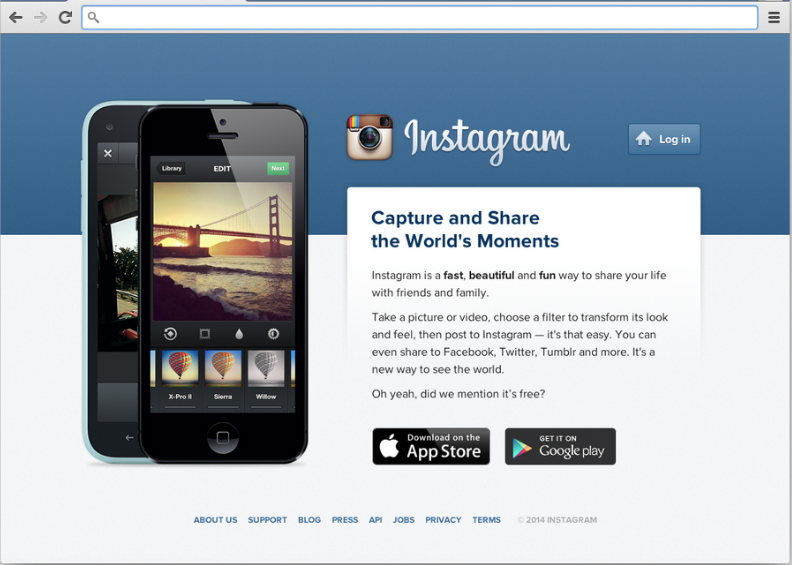 Instagram
Log in
Library
EDIT
Next
X-Pro II
Sierra
Willow
Capture and Share
the World's Moments
Instagram is a fast, beautiful and fun way to share your life
with friends and family.
Take a picture or video, choose a filter to transform its look
and feel, then post to Instagram — it's that easy. You can
even share to Facebook, Twitter, Tumblr and more. It's a
new way to see the world.
Oh yeah, did we mention it’s free?
Download on the
App Store
GET IT ON
Google play
ABOUT US SUPPORT BLOG PRESS API JOBS PRIVACY TERMS © 2014 INSTAGRAM